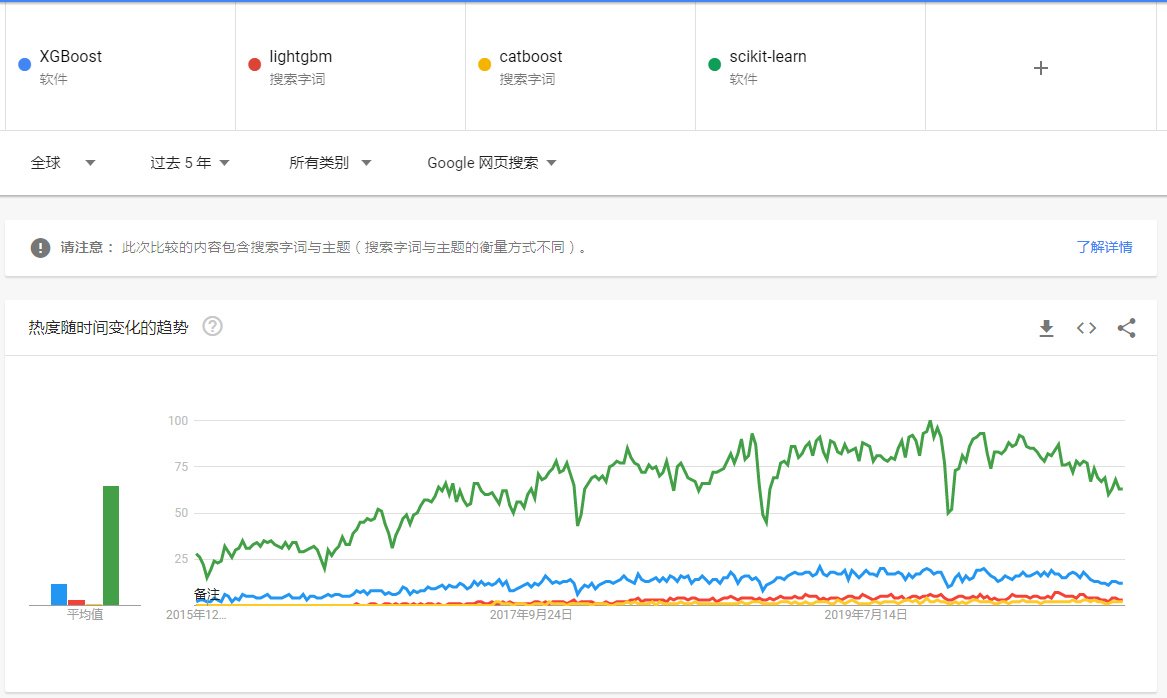 XGBoost
软件
lightgbm
搜索字词
catboost
搜索字词
scikit-learn
软件
+
全球
过去 5 年
所有类别
Google 网页搜索
请注意： 此次比较的内容包含搜索字词与主题（搜索字词与主题的衡量方式不同）。
了解详情
热度随时间变化的趋势
100
75
50
25
备注
平均值
2015年12...
2017年9月24日
2019年7月14日